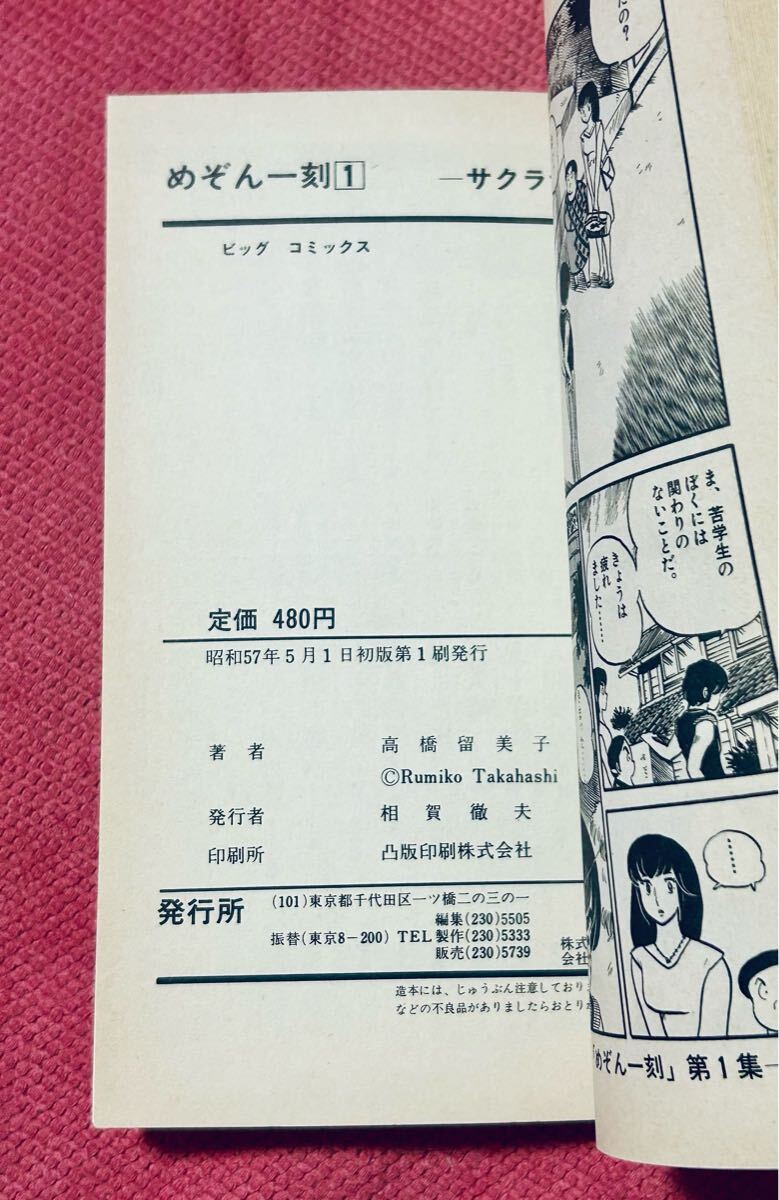 めぞん一刻1 ―サクラ
ビッグ コミックス
定価 480円
昭和57年5月1日初版第1刷発行
著者 高橋留美子
©Rumiko Takahashi
発行者 相賀徹夫
印刷所 凸版印刷株式会社
発行所 (101)東京都千代田区一ツ橋二の三の一
編集(230)5505
振替(東京8-200) TEL 製作(230)5333
販売(230)5739
株式
会社
造本には、じゅうぶん注意しており
などの不良品がありましたらおとり
たの?
ま、苦学生の
ぼくには
関わりの
ないことだ。
きょうは
疲れ
ました……
……
めぞん一刻」第1集―